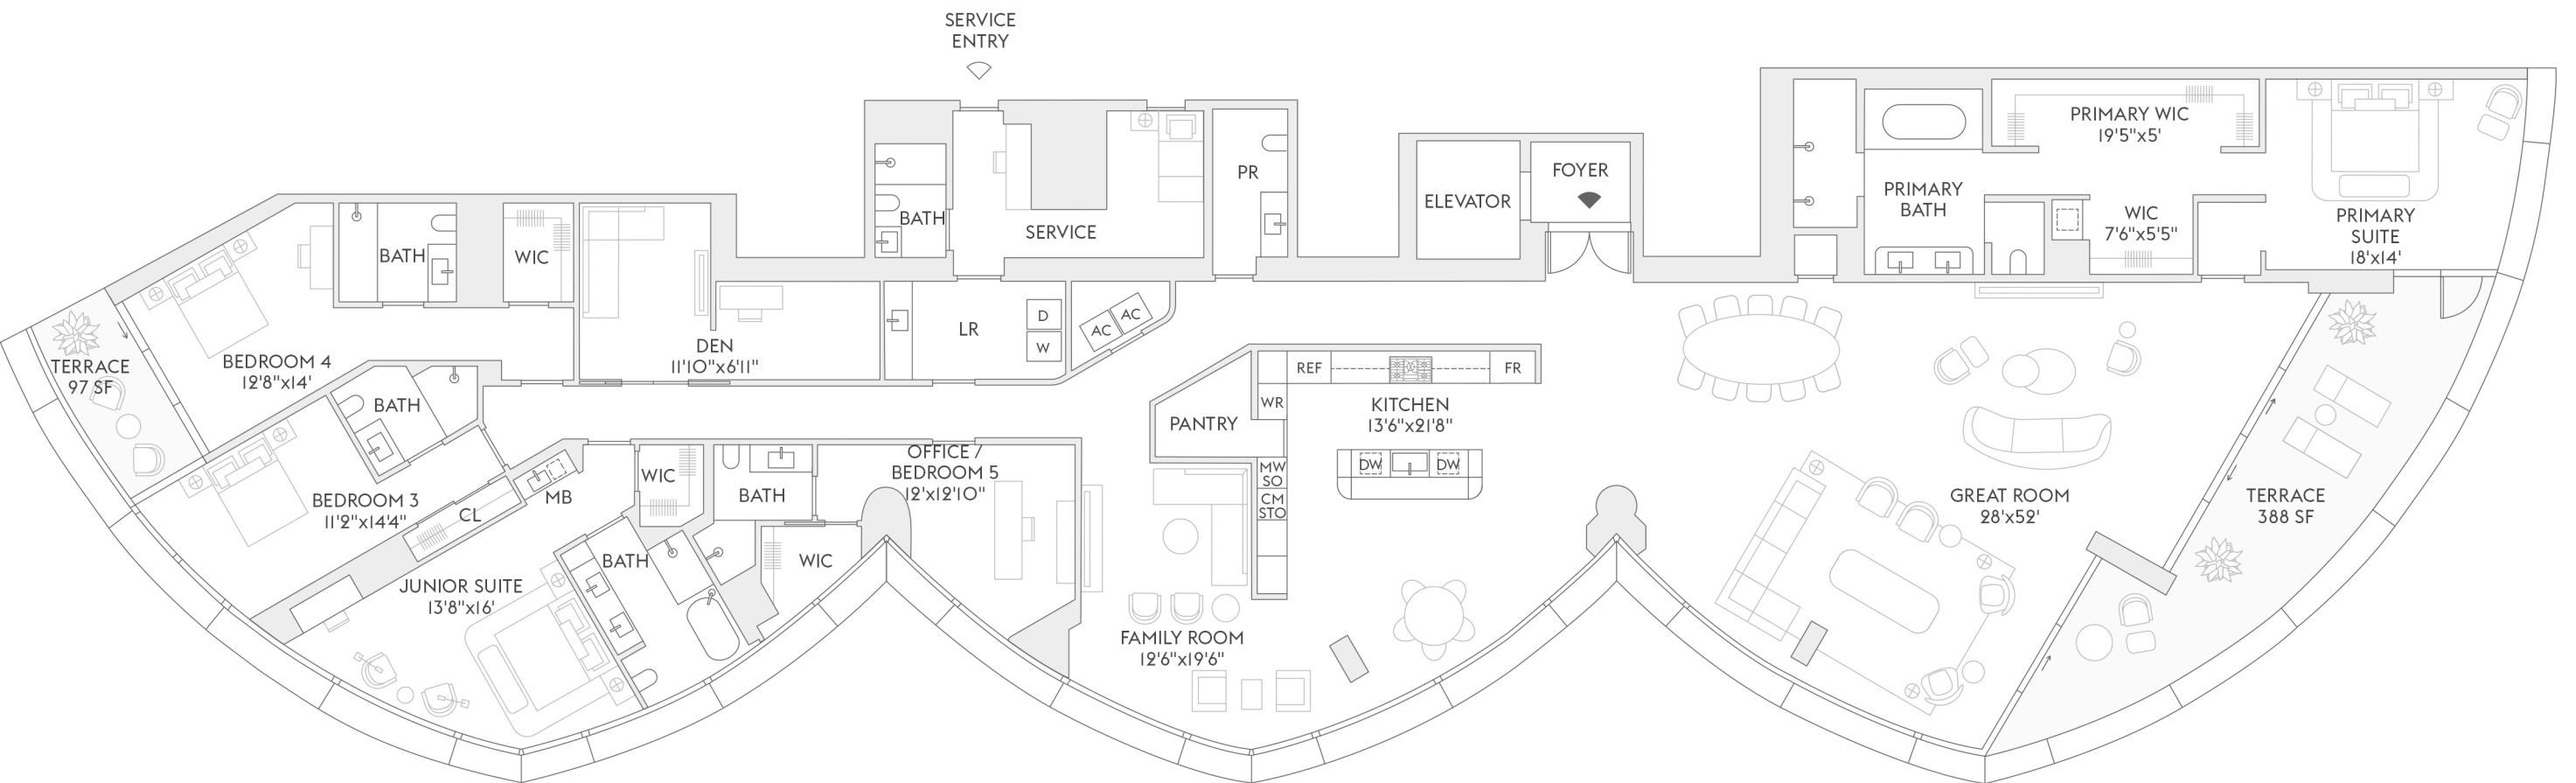 SERVICE
ENTRY
PRIMARY WIC
19'5"x5'
PR
FOYER
ELEVATOR
PRIMARY
BATH
BATH
SERVICE
WIC
7'6"x5'5"
PRIMARY
SUITE
18'x14'
BATH
WIC
D
W
LR
AC
AC
DEN
11'10"x6'11"
BEDROOM 4
12'8"x14'
TERRACE
97 SF
REF
FR
WR
KITCHEN
13'6"x21'8"
PANTRY
BATH
OFFICE /
BEDROOM 5
12'x12'10"
WIC
BATH
MW
SO
CM
STO
DW
DW
BEDROOM 3
11'2"x14'4"
CL
MB
GREAT ROOM
28'x52'
TERRACE
388 SF
BATH
WIC
JUNIOR SUITE
13'8"x16'
FAMILY ROOM
12'6"x19'6"